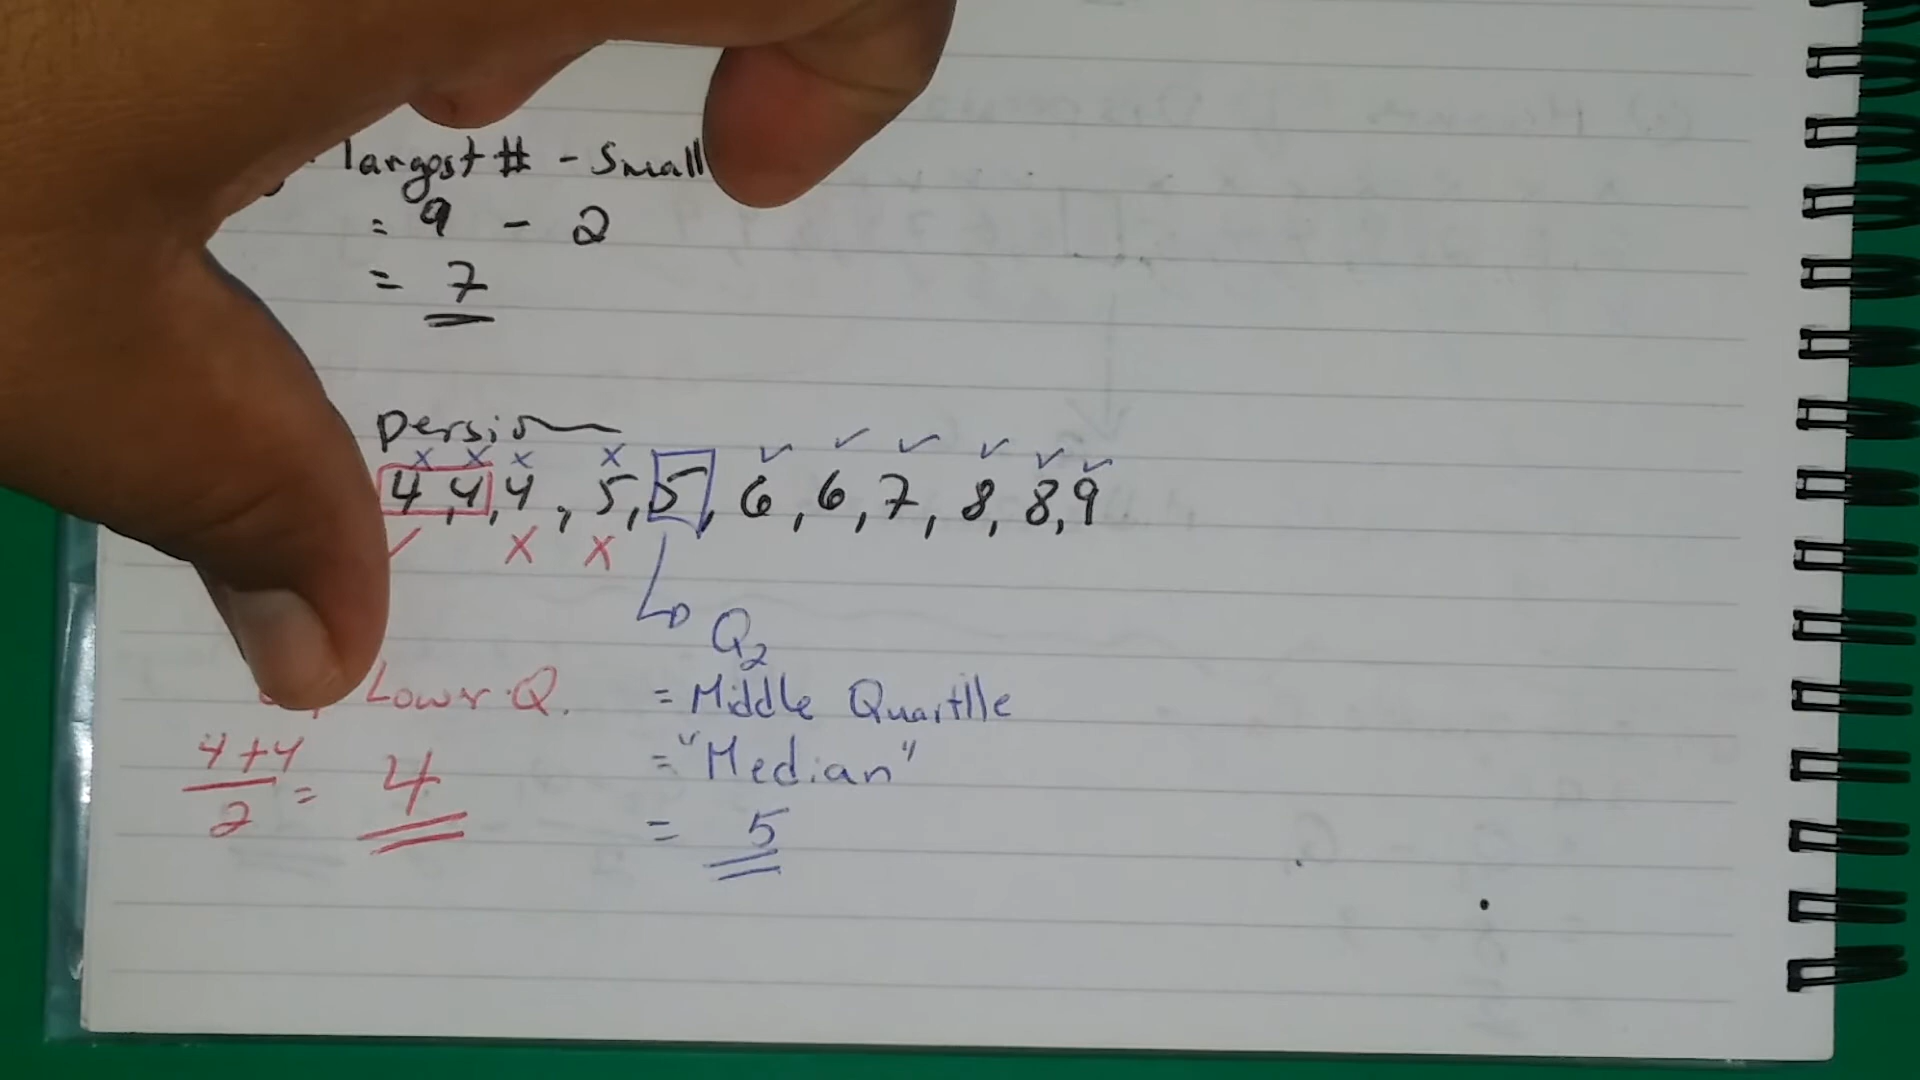 largest # - Small
= 9 - 2
= 7
persion
x x x x ✓ ✓ ✓ ✓ ✓ ✓
4, 4, 4, 5, 5, 6, 6, 7, 8, 8, 9
✓ x x
Q2
Lower Q. = Middle Quartile
4+4/2 = 4 = "Median"
= 5